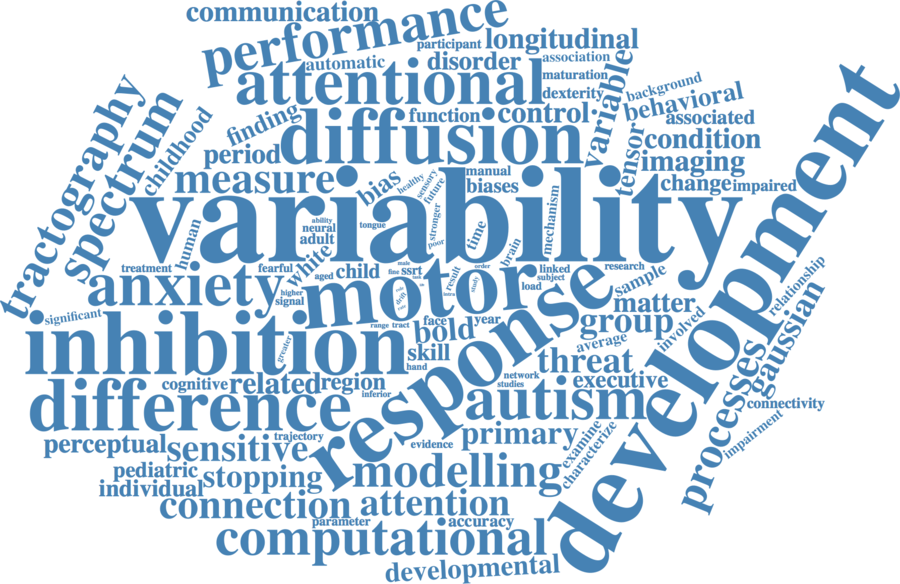 communication
performance
participant
longitudinal
automatic
disorder
association
attentional
maturation
dexterity
variable
background
behavioral
tractography
spectrum
childhood
finding
function
control
associated
diffusion
period
condition
tensor
imaging
measure
bias
healthy
sensory
future
manual
biases
change
impaired
variability
development
human
ability
neural
adult
tongue
stronger
poor
time
brain
mechanism
white
treatment
fearful
aged
child
male
fine
ssrt
result
order
linked
subject
research
load
sample
anxiety
higher
signal
motor
drift
intra
study
relationship
significant
matter
group
involved
gaussian
range
tract
face
year
bold
response
inhibition
greater
skill
hand
average
threat
network
studies
executive
processes
cognitive
related
region
inferior
autism
connectivity
difference
impairment
perceptual
sensitive
trajectory
evidence
primary
examine
characterize
pediatric
individual
stopping
modelling
connection
attention
parameter
accuracy
computational
developmental